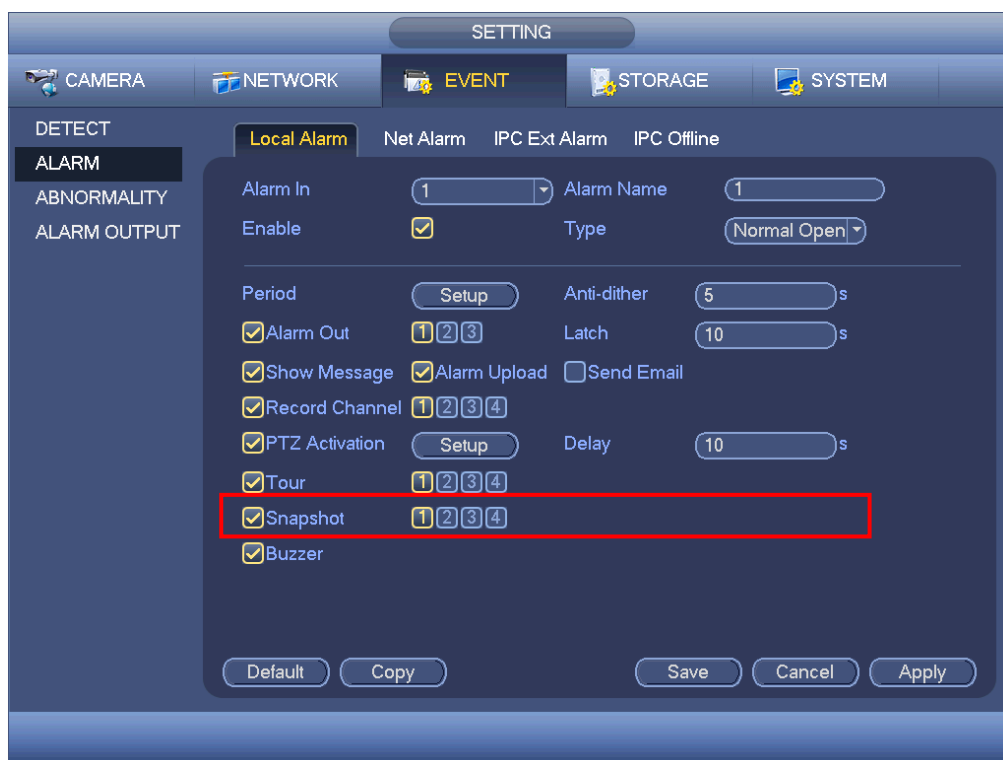 SETTING
CAMERA NETWORK EVENT STORAGE SYSTEM
DETECT
ALARM
ABNORMALITY
ALARM OUTPUT
Local Alarm Net Alarm IPC Ext Alarm IPC Offline
Alarm In 1 Alarm Name 1
Enable Type Normal Open
Period Setup Anti-dither 5 s
Alarm Out 1 2 3 Latch 10 s
Show Message Alarm Upload Send Email
Record Channel 1 2 3 4
PTZ Activation Setup Delay 10 s
Tour 1 2 3 4
Snapshot 1 2 3 4
Buzzer
Default Copy Save Cancel Apply